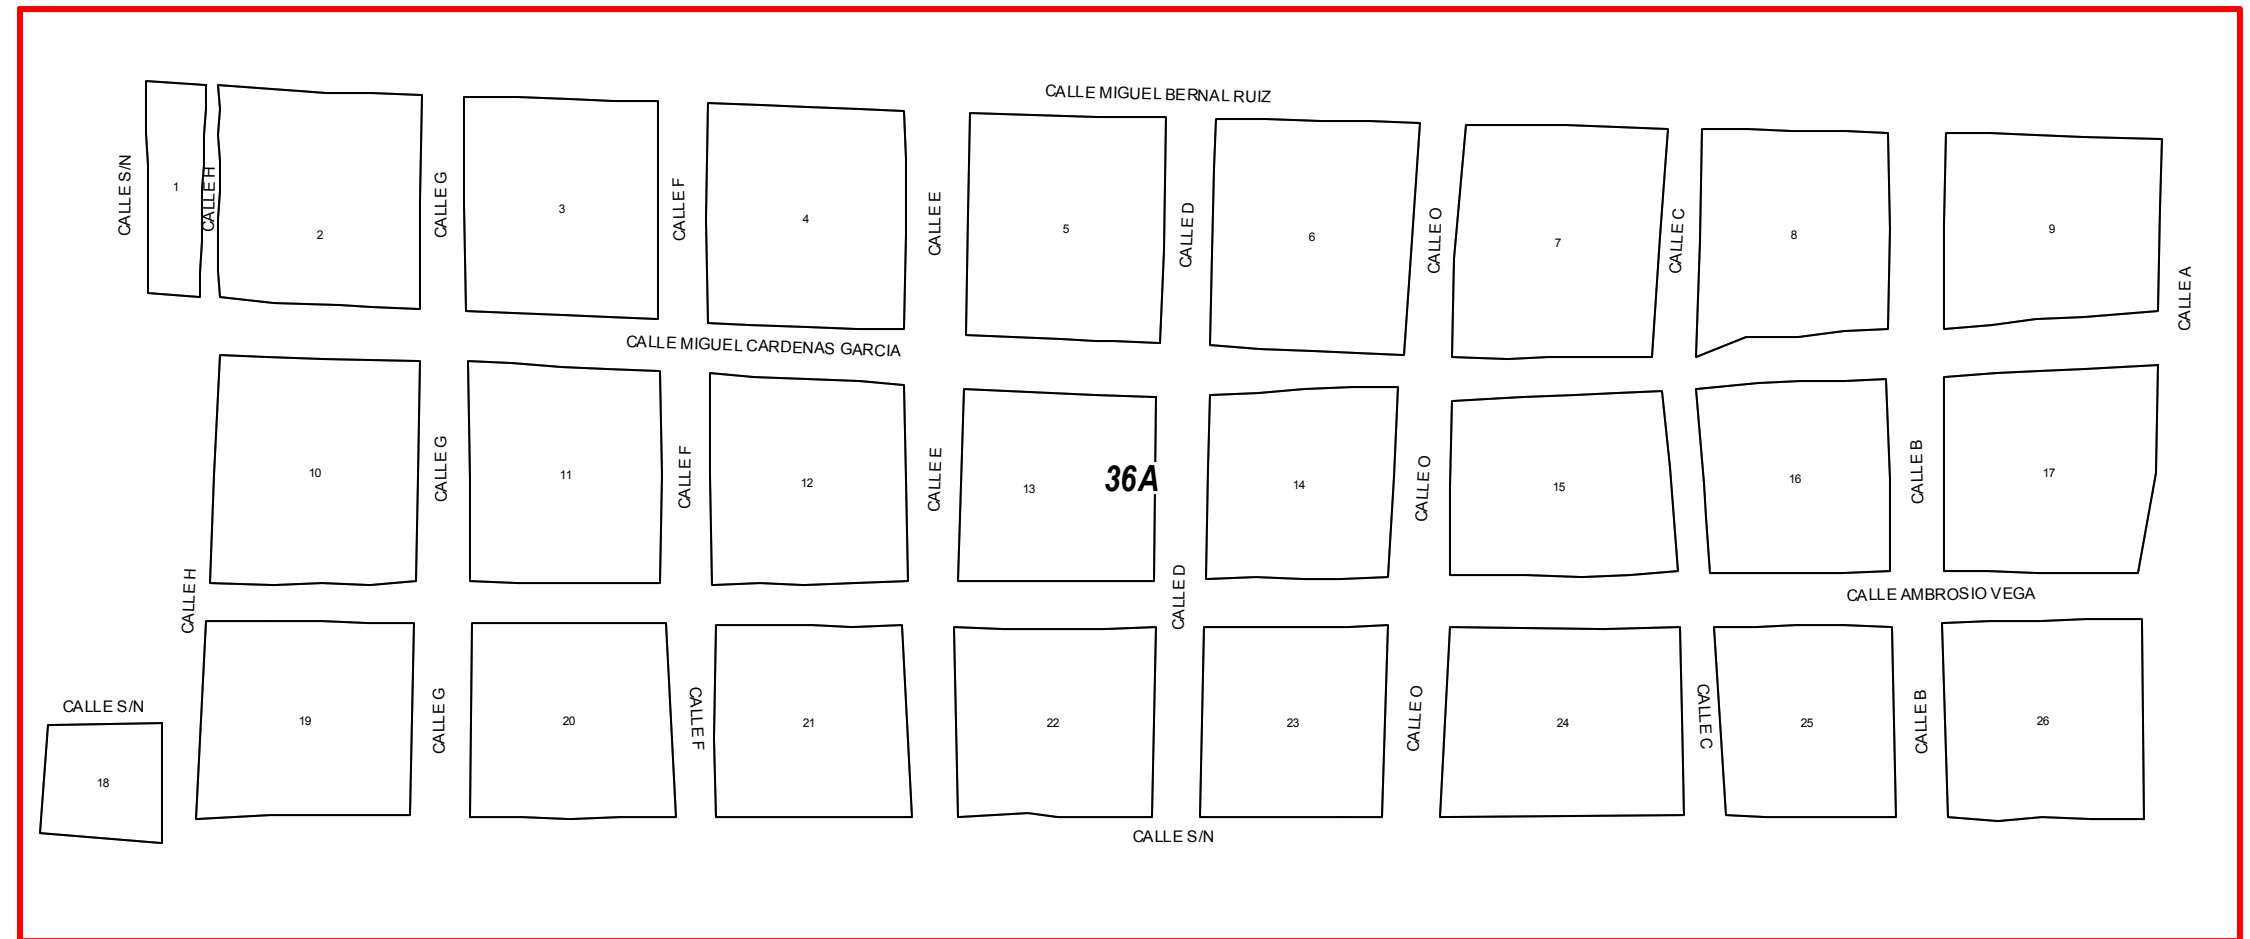 CALLE MIGUEL BERNAL RUIZ
CALLE S/N
1
CALLE H
2
CALLE G
3
CALLE F
4
CALLE E
5
CALLE D
6
CALLE O
7
CALLE C
8
9
CALLE A
CALLE MIGUEL CARDENAS GARCIA
10
CALLE G
11
CALLE F
12
CALLE E
13
36A
14
CALLE O
15
16
CALLE B
17
CALLE H
CALLE D
CALLE AMBROSIO VEGA
CALLE S/N
18
19
CALLE G
20
CALLE F
21
22
23
CALLE O
24
CALLE C
25
CALLE B
26
CALLE S/N